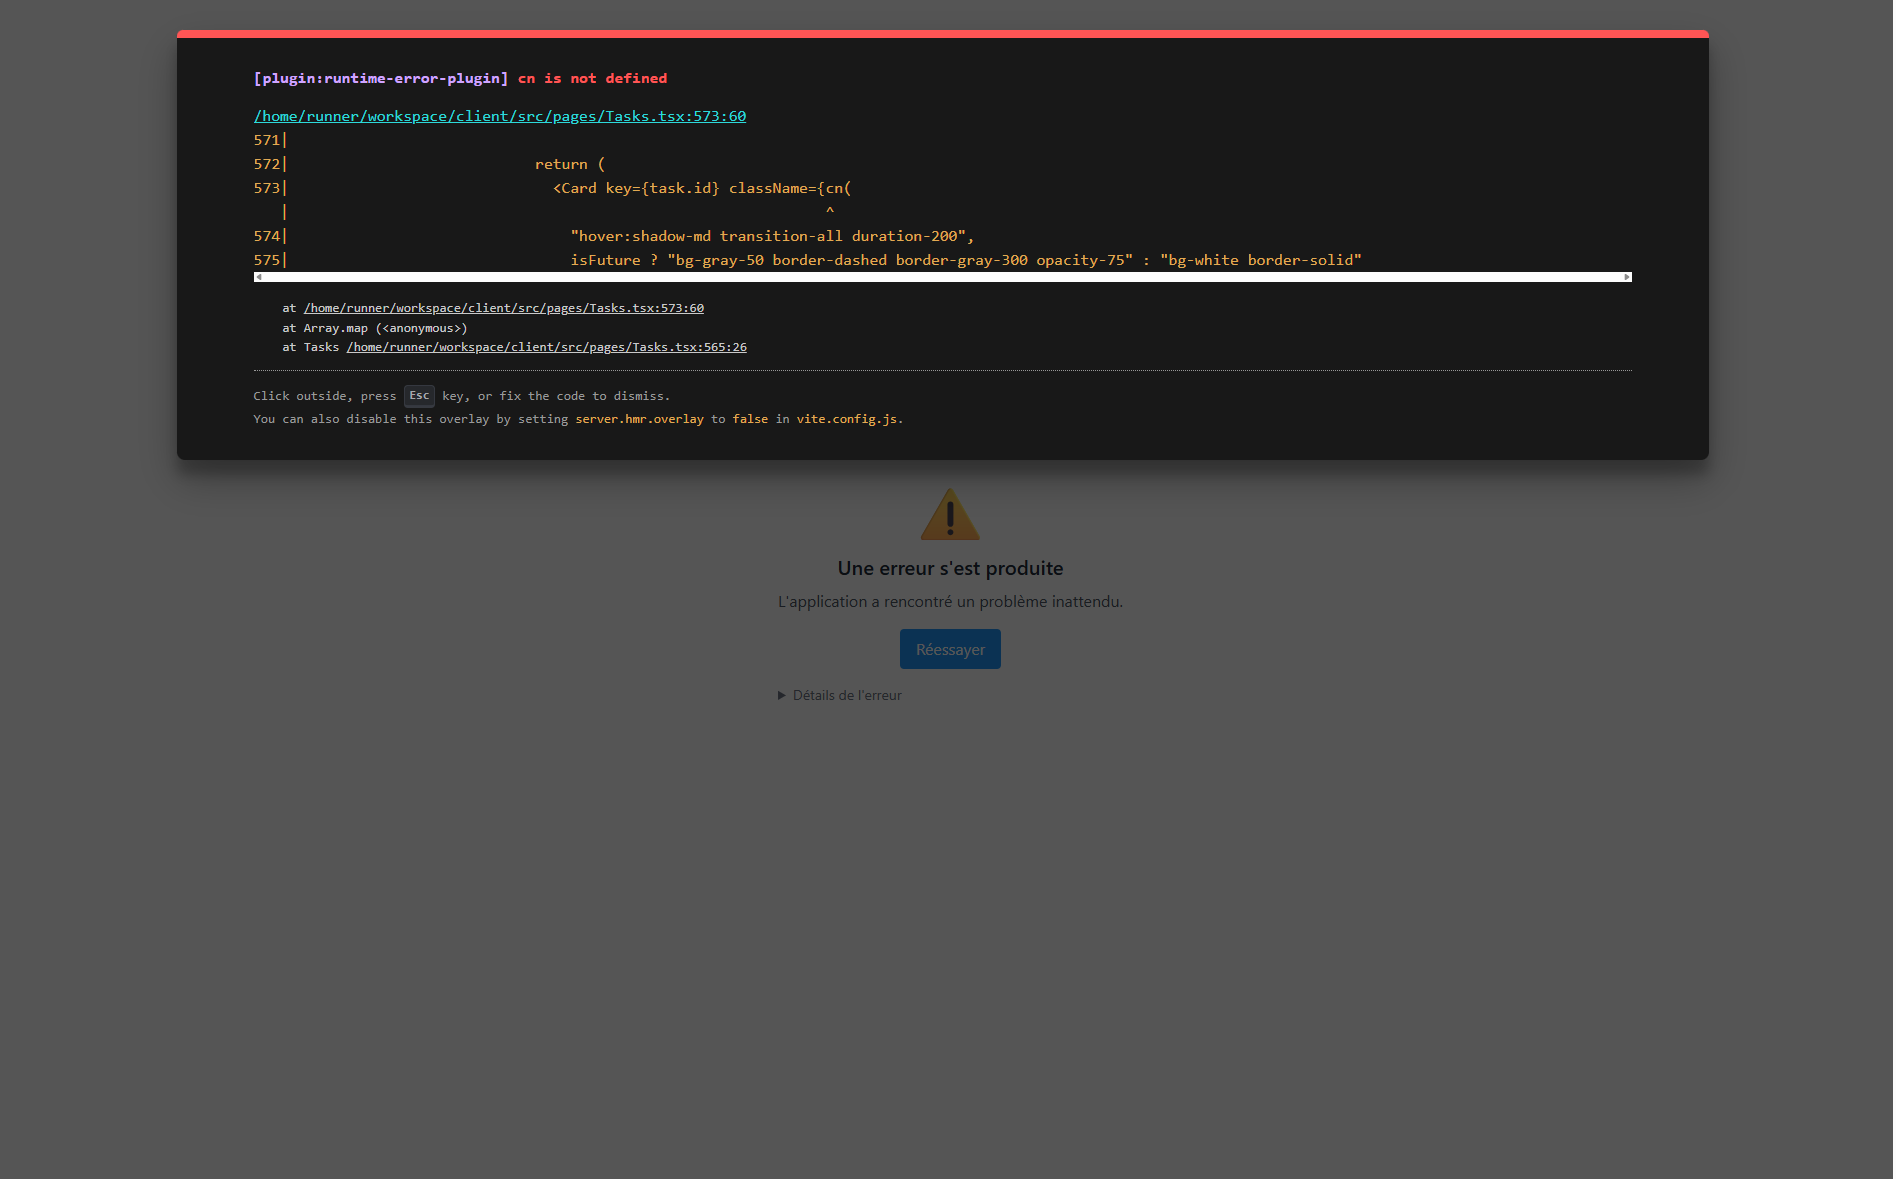 [plugin:runtime-error-plugin] cn is not defined
/home/runner/workspace/client/src/pages/Tasks.tsx:573:60
571|
572|                            return (
573|                              <Card key={task.id} className={cn(
   |                                                             ^
574|                                "hover:shadow-md transition-all duration-200",
575|                                isFuture ? "bg-gray-50 border-dashed border-gray-300 opacity-75" : "bg-white border-solid"
at /home/runner/workspace/client/src/pages/Tasks.tsx:573:60
at Array.map (<anonymous>)
at Tasks /home/runner/workspace/client/src/pages/Tasks.tsx:565:26
Click outside, press Esc key, or fix the code to dismiss.
You can also disable this overlay by setting server.hmr.overlay to false in vite.config.js.
Une erreur s'est produite
L'application a rencontré un problème inattendu.
Réessayer
▶ Détails de l'erreur